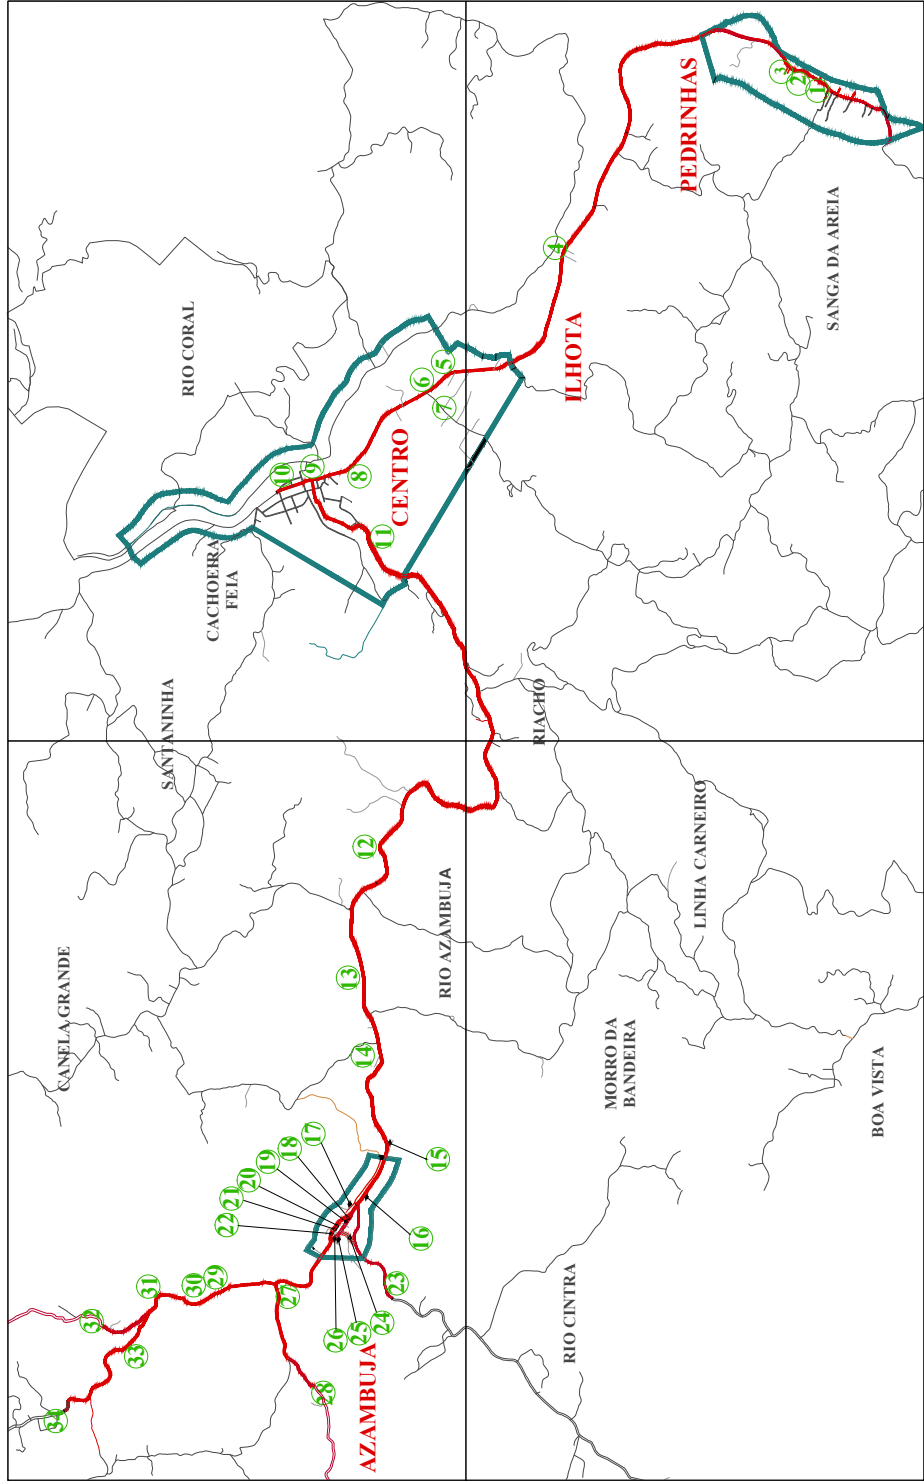 34
33
32
31
30
29
28
27
26
25
24
23
22
21
20
19
18
17
16
15
14
13
12
11
10
9
8
7
6
5
4
3
2
1
AZAMBUJA
CENTRO
ILHOTA
PEDRINHAS
CANELA GRANDE
SANTANINHA
CACHOEIRA
FEIA
RIO CORAL
RIO AZAMBUJA
RIACHO
SANGA DA AREIA
RIO CINTRA
MORRO DA
BANDEIRA
LINHA CARNEIRO
BOA VISTA